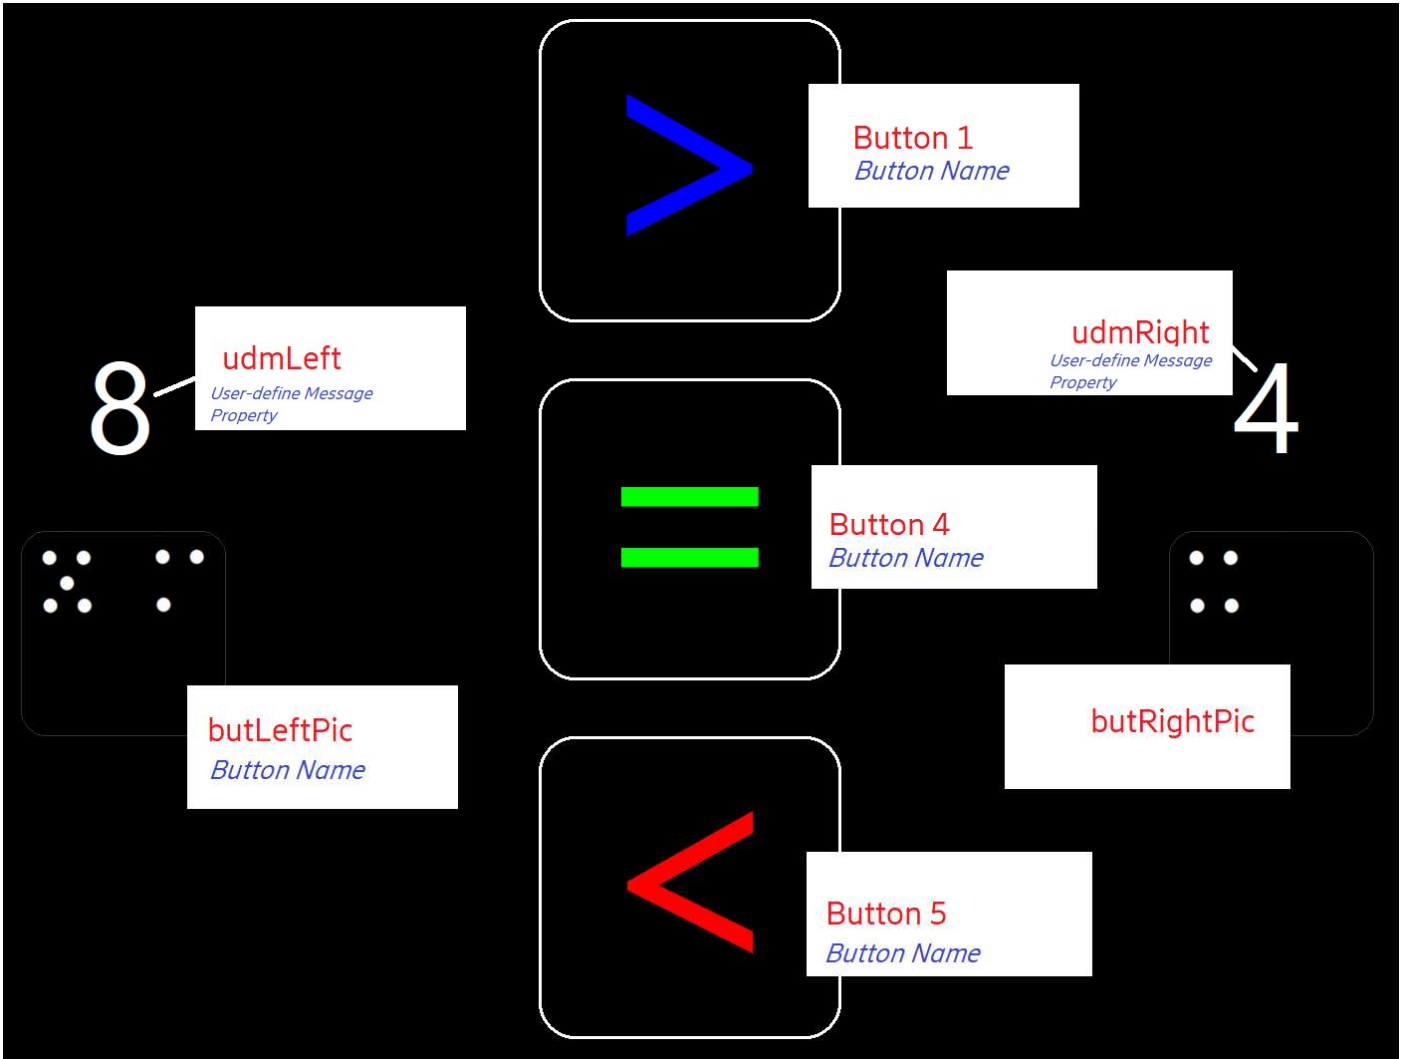 >
Button 1
Button Name
udmLeft
User-define Message
Property
8
udmRight
User-define Message
Property
4
=
Button 4
Button Name
butLeftPic
Button Name
butRightPic
<
Button 5
Button Name